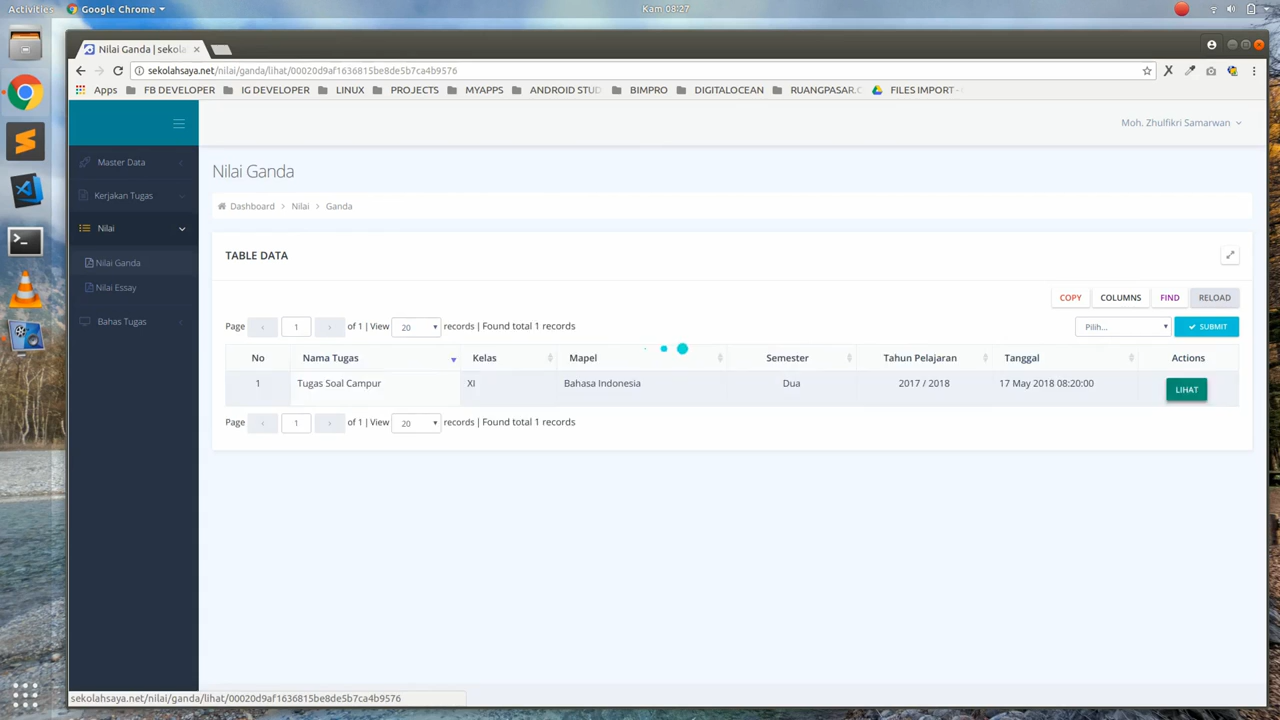 Activities
Google Chrome
Kam 08:27
Nilai Ganda | sekola
sekolahsaya.net/nilai/ganda/lihat/00020d9af1636815be8de5b7ca4b9576
Apps FB DEVELOPER IG DEVELOPER LINUX PROJECTS MYAPPS ANDROID STUD BIMPRO DIGITALOCEAN RUANGPASAR.C FILES IMPORT
Moh. Zhulfikri Samarwan
Master Data
Kerjakan Tugas
Nilai
Nilai Ganda
Nilai Essay
Bahas Tugas
Nilai Ganda
Dashboard > Nilai > Ganda
TABLE DATA
COPY COLUMNS FIND RELOAD
Page 1 of 1 | View 20 records | Found total 1 records
Pilih... SUBMIT
No Nama Tugas Kelas Mapel Semester Tahun Pelajaran Tanggal Actions
1 Tugas Soal Campur XI Bahasa Indonesia Dua 2017 / 2018 17 May 2018 08:20:00 LIHAT
Page 1 of 1 | View 20 records | Found total 1 records
sekolahsaya.net/nilai/ganda/lihat/00020d9af1636815be8de5b7ca4b9576